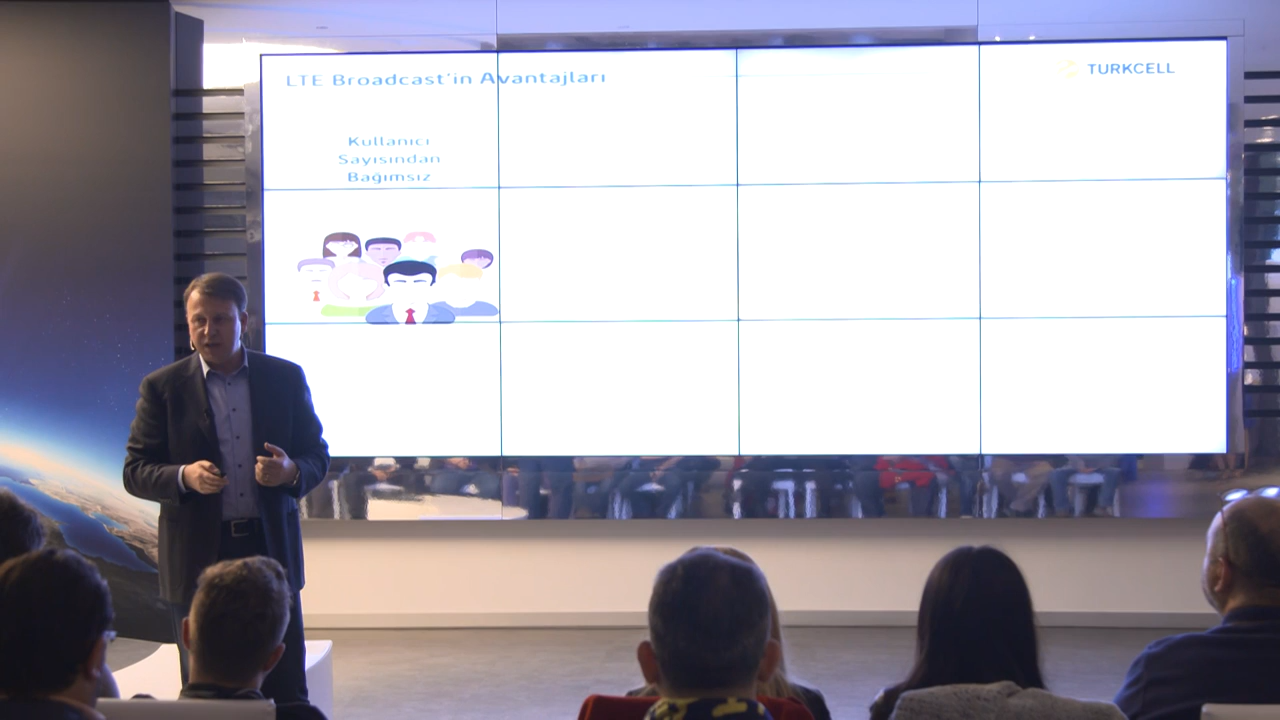 LTE Broadcast'in Avantajları
TURKCELL
Kullanıcı
Sayısından
Bağımsız